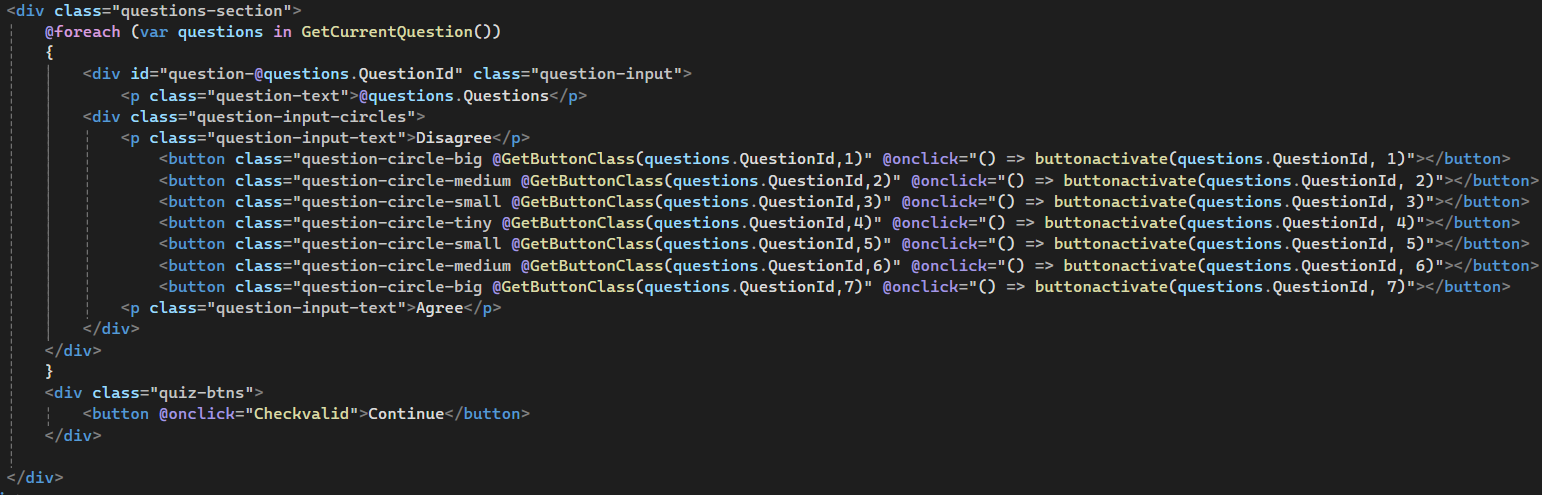 <div class="questions-section">
    @foreach (var questions in GetCurrentQuestion())
    {
        <div id="question-@questions.QuestionId" class="question-input">
            <p class="question-text">@questions.Questions</p>
        <div class="question-input-circles">
            <p class="question-input-text">Disagree</p>
                <button class="question-circle-big @GetButtonClass(questions.QuestionId,1)" @onclick="() => buttonactivate(questions.QuestionId, 1)"></button>
                <button class="question-circle-medium @GetButtonClass(questions.QuestionId,2)" @onclick="() => buttonactivate(questions.QuestionId, 2)"></button>
                <button class="question-circle-small @GetButtonClass(questions.QuestionId,3)" @onclick="() => buttonactivate(questions.QuestionId, 3)"></button>
                <button class="question-circle-tiny @GetButtonClass(questions.QuestionId,4)" @onclick="() => buttonactivate(questions.QuestionId, 4)"></button>
                <button class="question-circle-small @GetButtonClass(questions.QuestionId,5)" @onclick="() => buttonactivate(questions.QuestionId, 5)"></button>
                <button class="question-circle-medium @GetButtonClass(questions.QuestionId,6)" @onclick="() => buttonactivate(questions.QuestionId, 6)"></button>
                <button class="question-circle-big @GetButtonClass(questions.QuestionId,7)" @onclick="() => buttonactivate(questions.QuestionId, 7)"></button>
            <p class="question-input-text">Agree</p>
        </div>
    </div>
    }
    <div class="quiz-btns">
        <button @onclick="Checkvalid">Continue</button>
    </div>

</div>